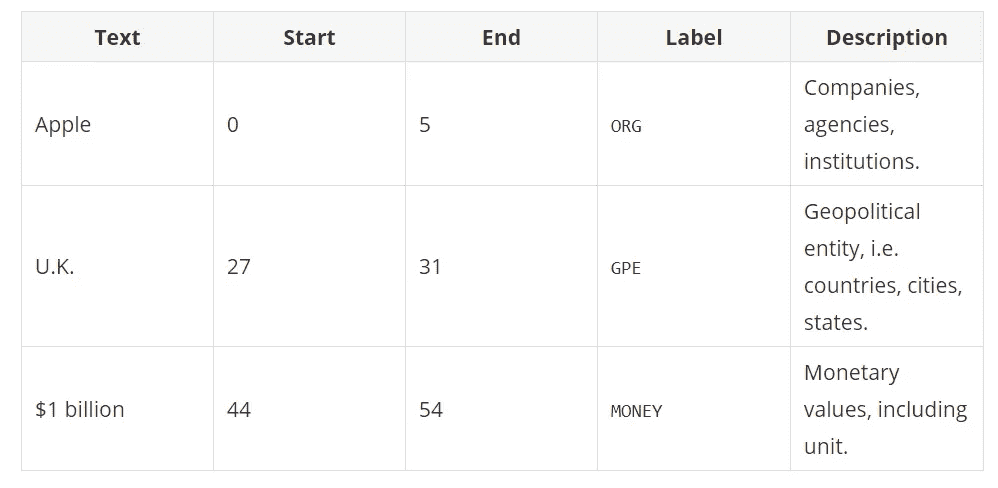 Text Start End Label Description
Companies,
Apple 0 5 ORG agencies,
institutions.
Geopolitical
entity, i.e.
U.K. 27 31 GPE
countries, cities,
states.
Monetary
$1 billion 44 54 MONEY values, including
unit.